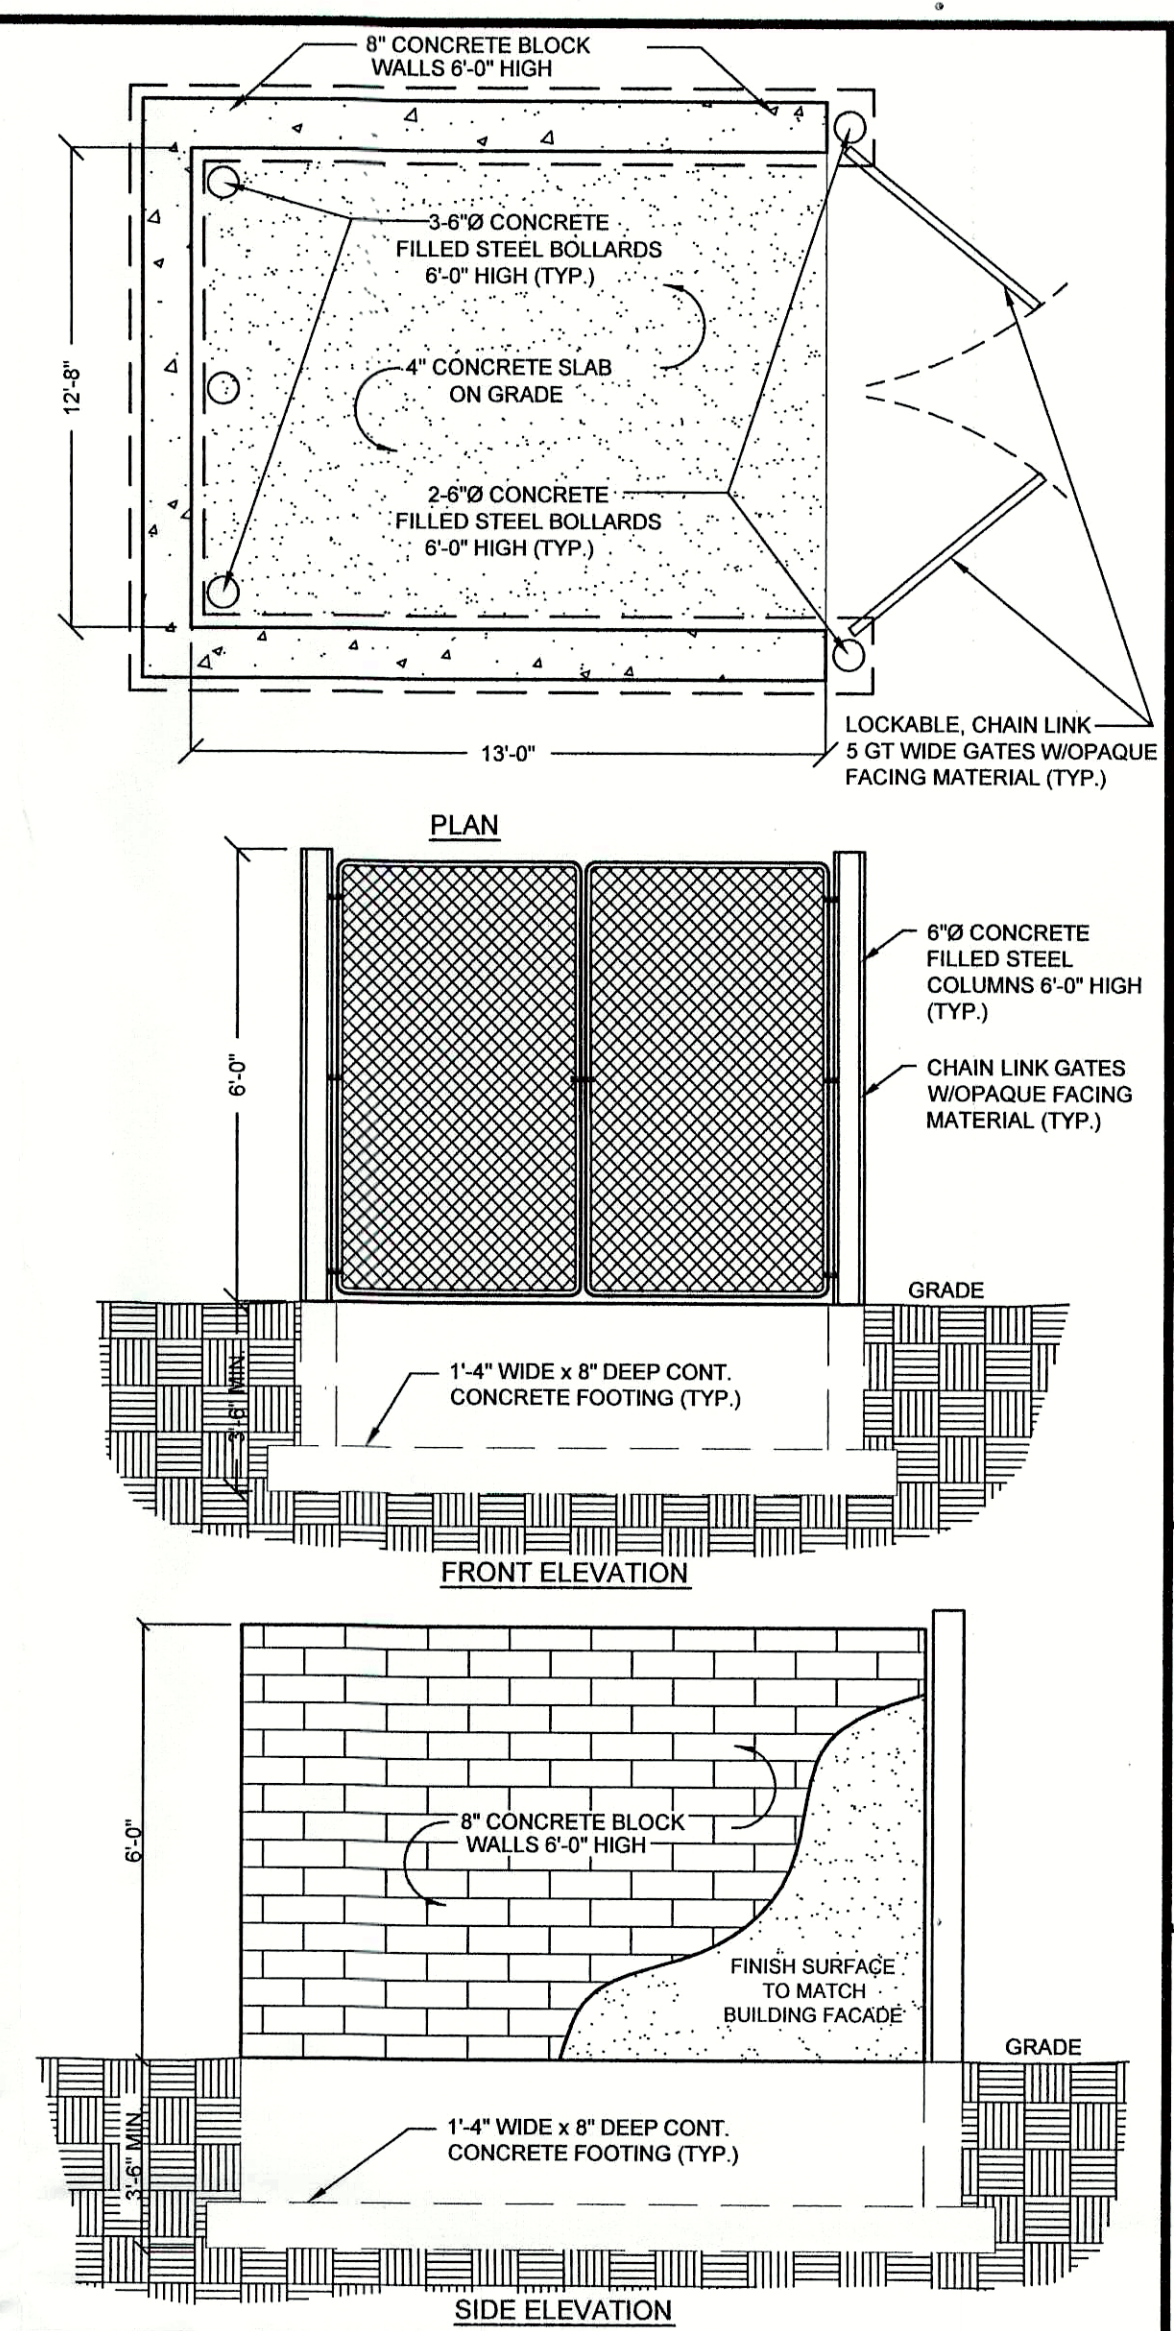 8" CONCRETE BLOCK
WALLS 6'-0" HIGH
3-6"Ø CONCRETE
FILLED STEEL BOLLARDS
6'-0" HIGH (TYP.)
12'-8"
4" CONCRETE SLAB
ON GRADE
2-6"Ø CONCRETE
FILLED STEEL BOLLARDS
6'-0" HIGH (TYP.)
LOCKABLE, CHAIN LINK
5 GT WIDE GATES W/OPAQUE
FACING MATERIAL (TYP.)
13'-0"
PLAN
6"Ø CONCRETE
FILLED STEEL
COLUMNS 6'-0" HIGH
(TYP.)
6'-0"
CHAIN LINK GATES
W/OPAQUE FACING
MATERIAL (TYP.)
GRADE
3'-6" MIN.
1'-4" WIDE x 8" DEEP CONT.
CONCRETE FOOTING (TYP.)
FRONT ELEVATION
6'-0"
8" CONCRETE BLOCK
WALLS 6'-0" HIGH
FINISH SURFACE
TO MATCH
BUILDING FACADE
GRADE
3'-6" MIN.
1'-4" WIDE x 8" DEEP CONT.
CONCRETE FOOTING (TYP.)
SIDE ELEVATION